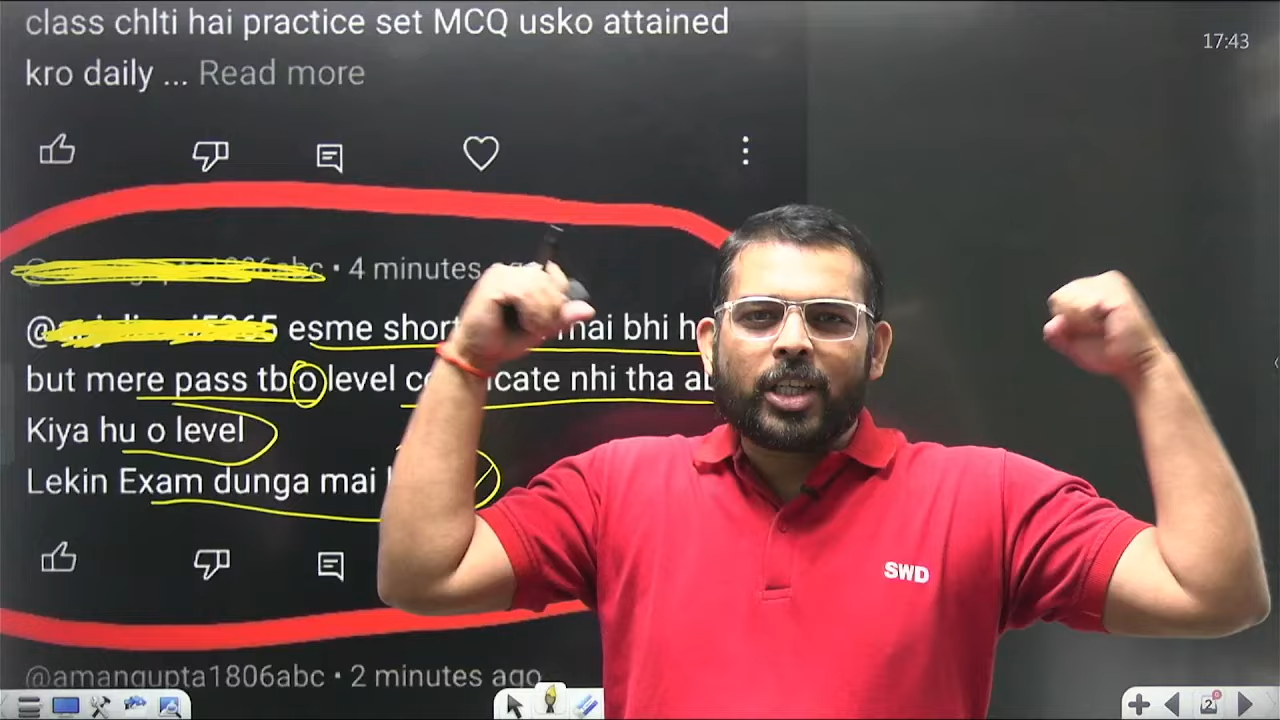 class chlti hai practice set MCQ usko attained
kro daily ... Read more
17:43
• 4 minutes ago
esme short mai bhi
but mere pass tb o level nhi tha
Kiya hu o level
Lekin Exam dunga mai
SWD
@amangupta1806abc • 2 minutes ago
2